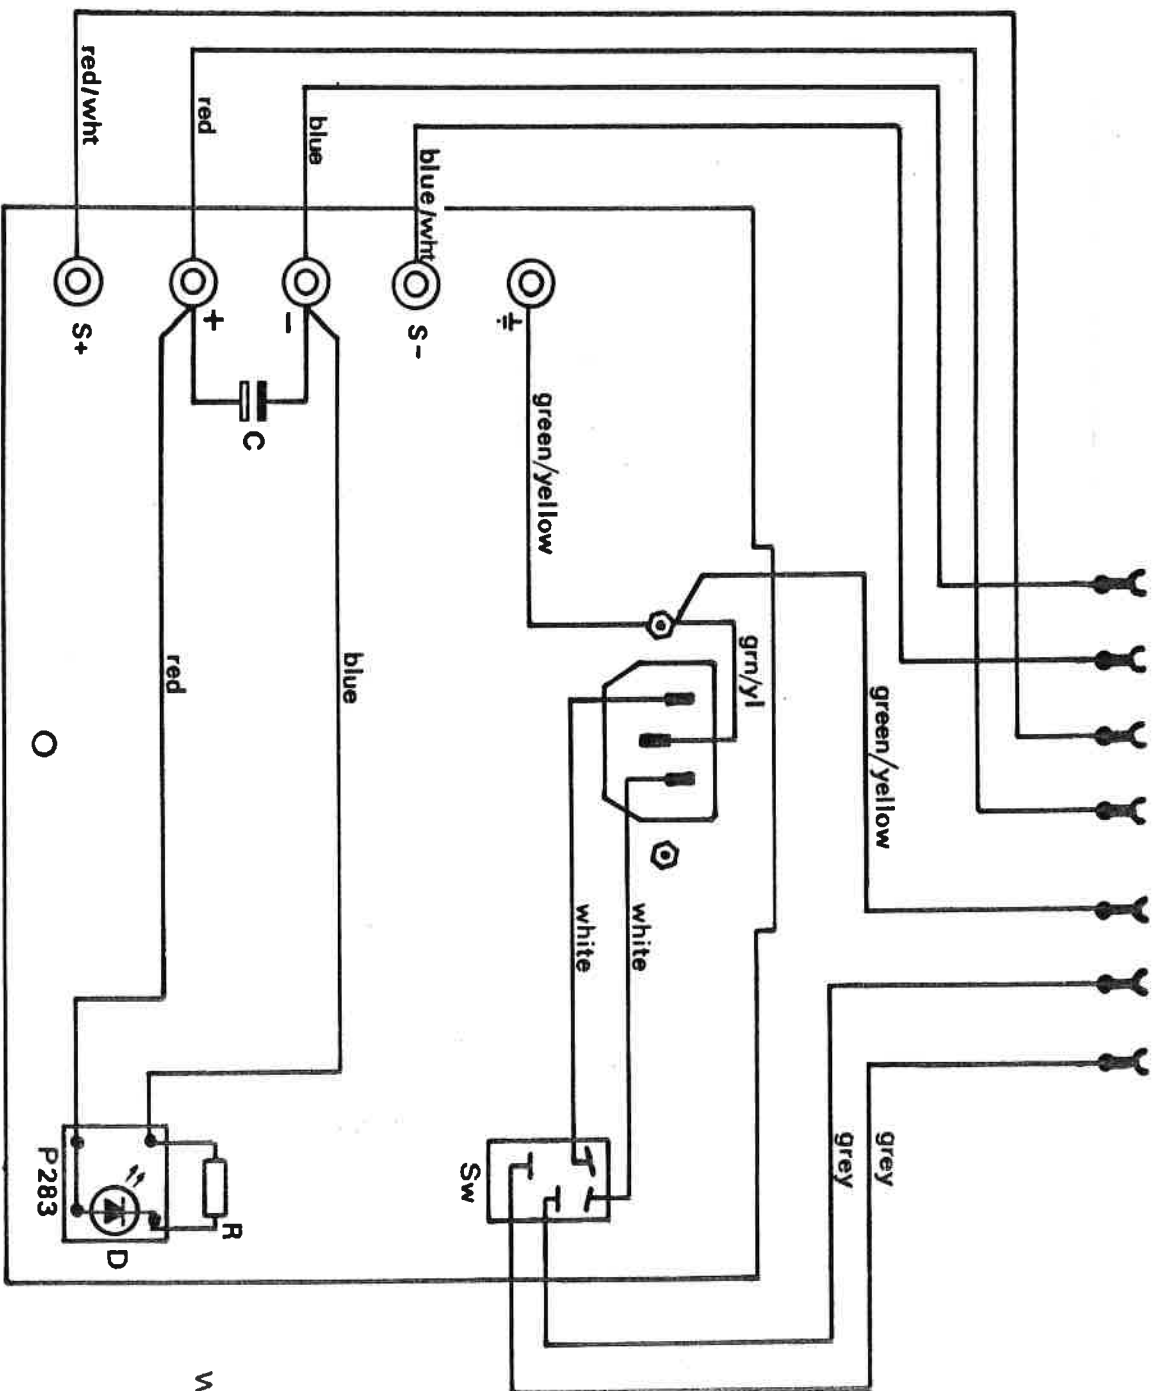 red/wht
red
blue
blue/wht
S+
+
–
S-
C
green/yellow
red
blue
grn/yl
green/yellow
white
white
grey
grey
P283
D
R
Sw